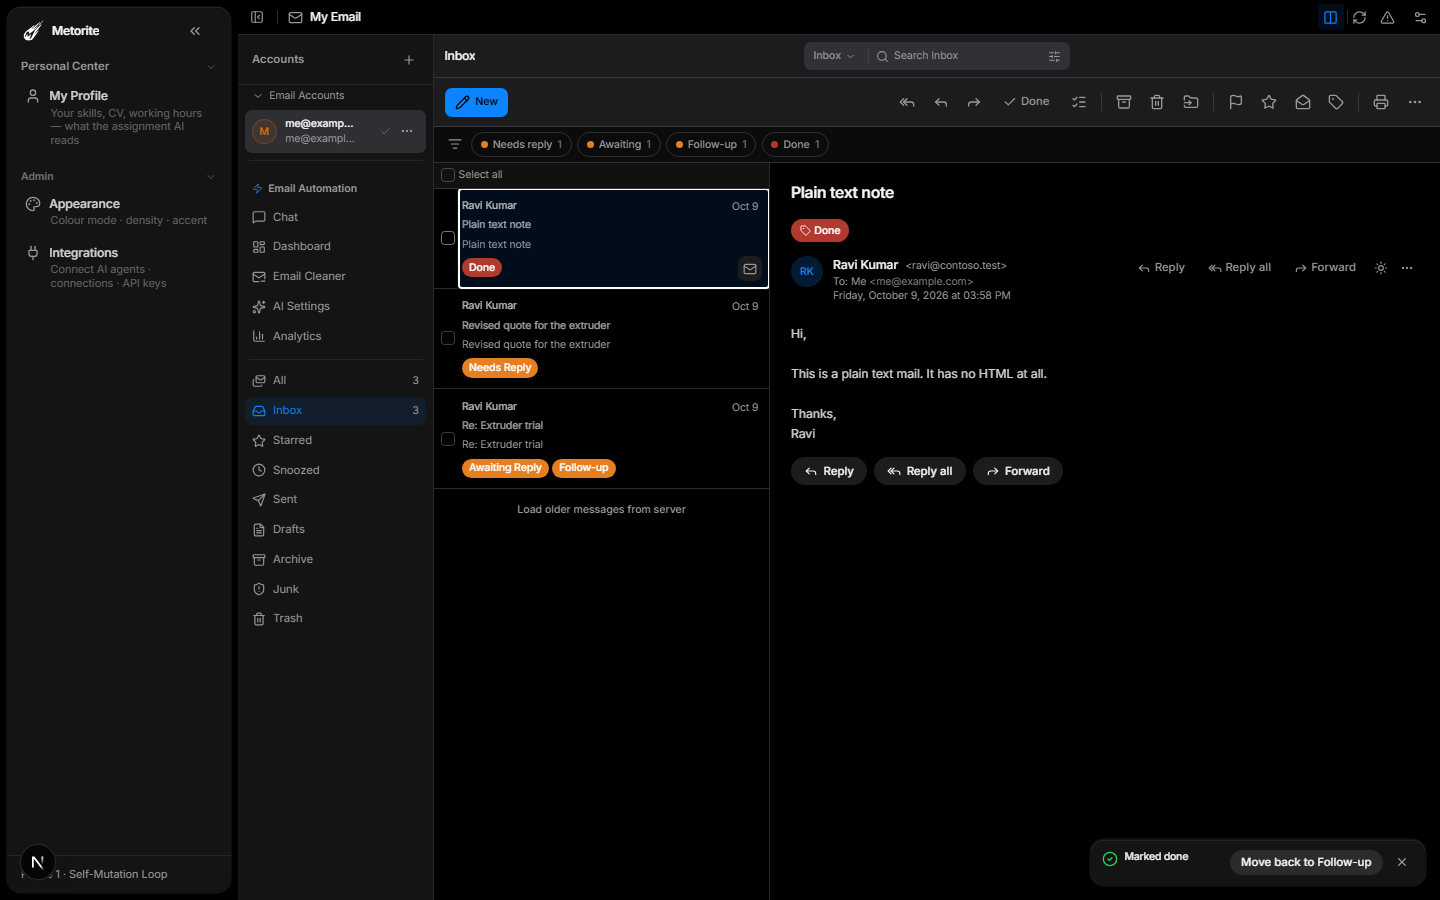 Metorite
Personal Center
My Profile
Your skills, CV, working hours
— what the assignment AI
reads
Admin
Appearance
Colour mode · density · accent
Integrations
Connect AI agents ·
connections · API keys
N
1 · Self-Mutation Loop
My Email
Accounts
Email Accounts
M
me@examp...
me@exampl...
Email Automation
Chat
Dashboard
Email Cleaner
AI Settings
Analytics
All 3
Inbox 3
Starred
Snoozed
Sent
Drafts
Archive
Junk
Trash
Inbox
Inbox Search Inbox
New
Done
Needs reply 1 Awaiting 1 Follow-up 1 Done 1
Select all
Ravi Kumar Oct 9
Plain text note
Plain text note
Done
Ravi Kumar Oct 9
Revised quote for the extruder
Revised quote for the extruder
Needs Reply
Ravi Kumar Oct 9
Re: Extruder trial
Re: Extruder trial
Awaiting Reply Follow-up
Load older messages from server
Plain text note
Done
RK
Ravi Kumar <ravi@contoso.test>
To: Me <me@example.com>
Friday, October 9, 2026 at 03:58 PM
Reply Reply all Forward
Hi,
This is a plain text mail. It has no HTML at all.
Thanks,
Ravi
Reply Reply all Forward
Marked done
Move back to Follow-up